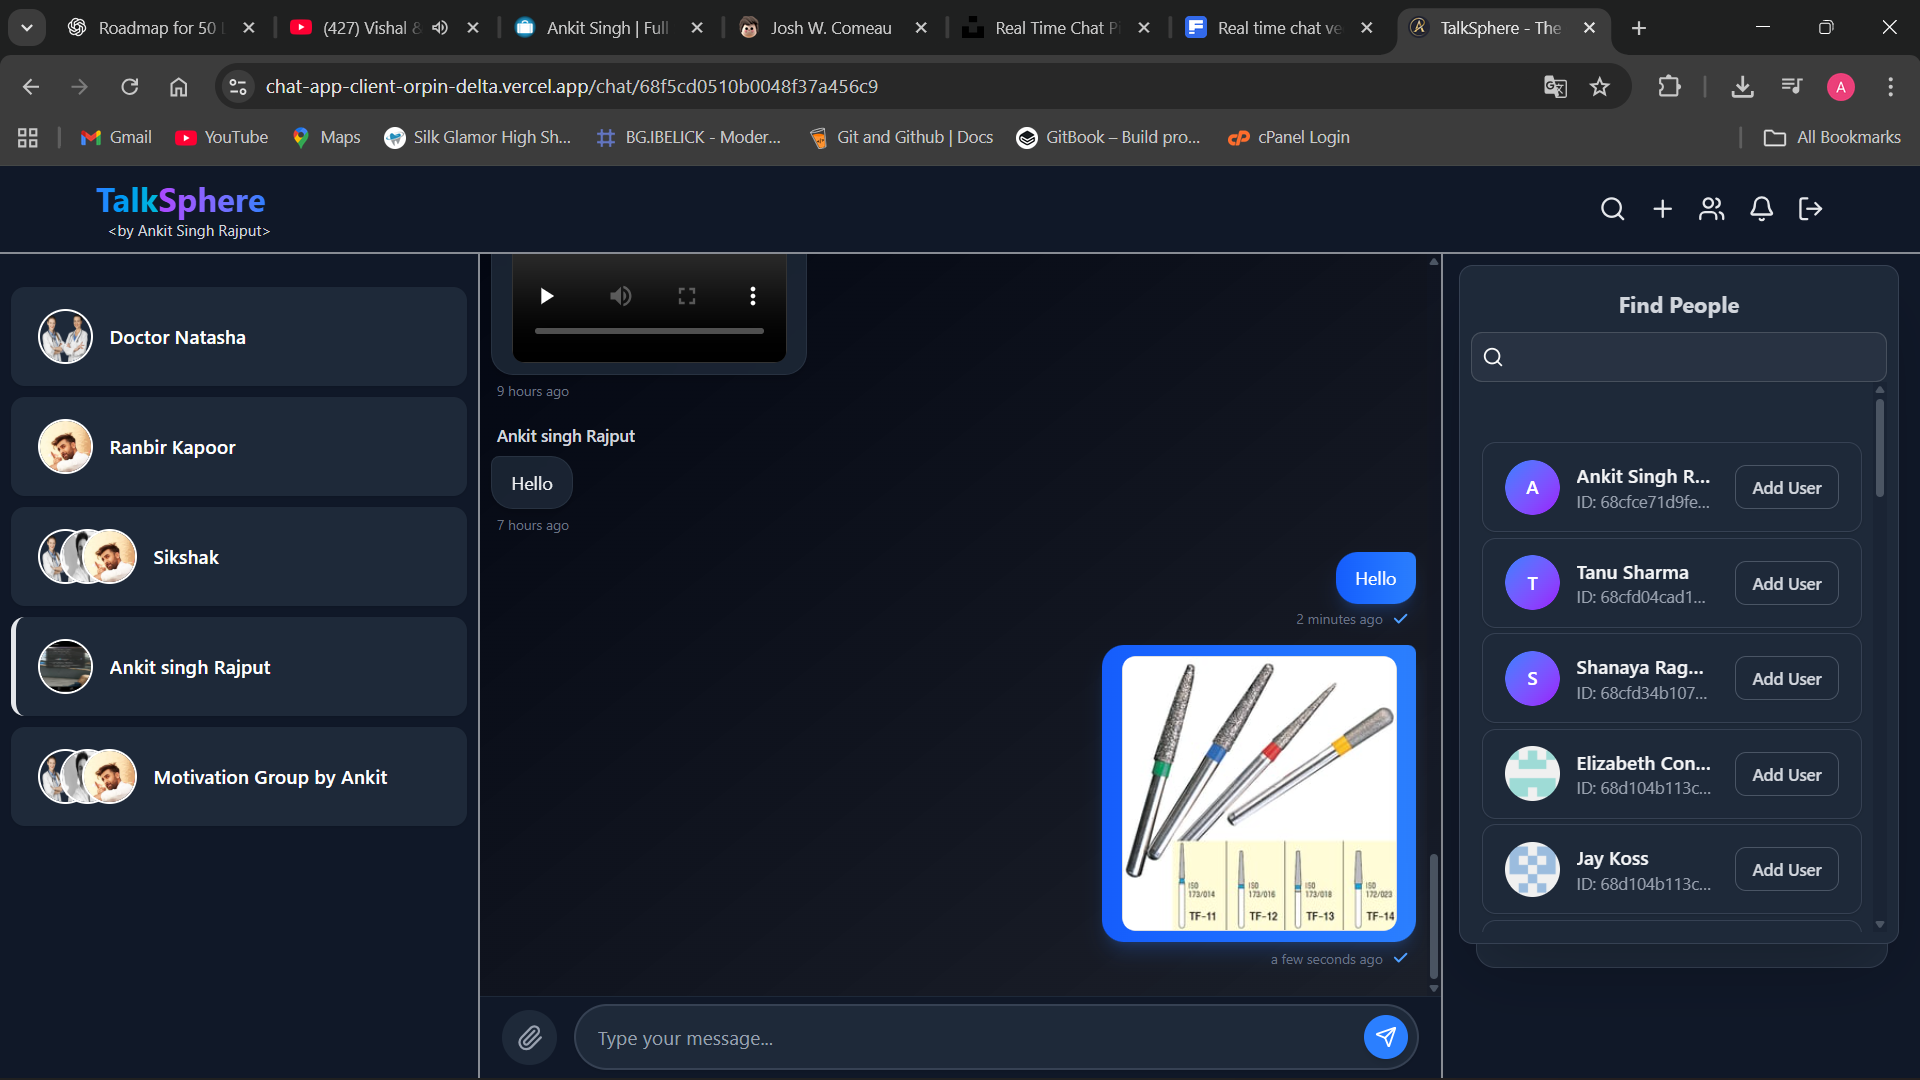 Roadmap for 50
(427) Vishal &
Ankit Singh | Full
Josh W. Comeau
Real Time Chat P
Real time chat ve
TalkSphere - The
chat-app-client-orpin-delta.vercel.app/chat/68f5cd0510b0048f37a456c9
A
Gmail
YouTube
Maps
Silk Glamor High Sh...
BG.IBELICK - Moder...
Git and Github | Docs
GitBook – Build pro...
cPanel Login
All Bookmarks
TalkSphere
<by Ankit Singh Rajput>
Doctor Natasha
Ranbir Kapoor
Sikshak
Ankit singh Rajput
Motivation Group by Ankit
9 hours ago
Ankit singh Rajput
Hello
7 hours ago
Hello
2 minutes ago
ISO 173/014
TF-11
ISO 173/016
TF-12
ISO 173/018
TF-13
ISO 172/023
TF-14
a few seconds ago
Type your message...
Find People
A
Ankit Singh R...
ID: 68cfce71d9fe...
Add User
T
Tanu Sharma
ID: 68cfd04cad1...
Add User
S
Shanaya Rag...
ID: 68cfd34b107...
Add User
Elizabeth Con...
ID: 68d104b113c...
Add User
Jay Koss
ID: 68d104b113c...
Add User